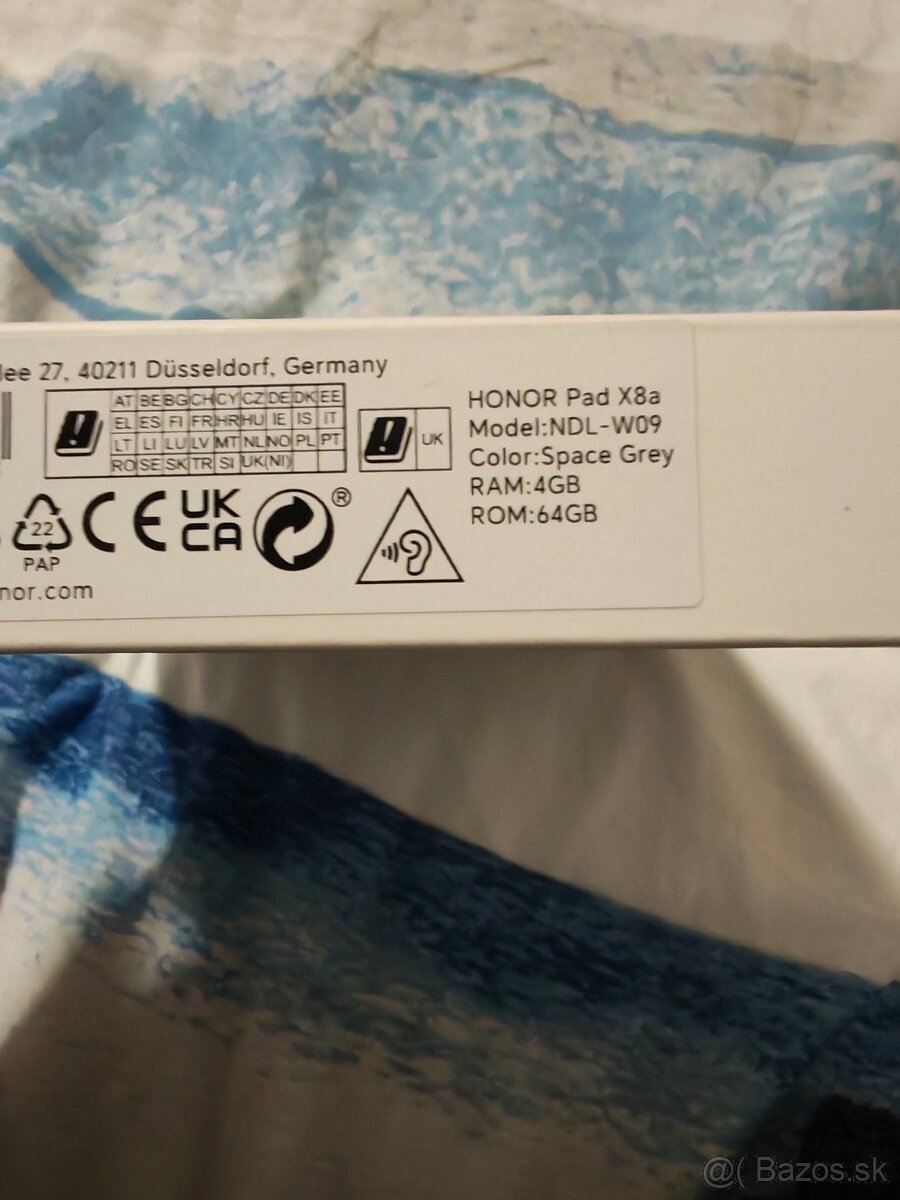 lee 27, 40211 Düsseldorf, Germany
AT BE BG CH CY CZ DE DK EE
EL ES FI FR HR HU IE IS IT
LT LI LU LV MT NL NO PL PT
RO SE SK TR SI UK(NI)
UK
HONOR Pad X8a
Model:NDL-W09
Color:Space Grey
RAM:4GB
ROM:64GB
22
PAP
CE
UK
CA
®
nor.com
@( Bazos.sk